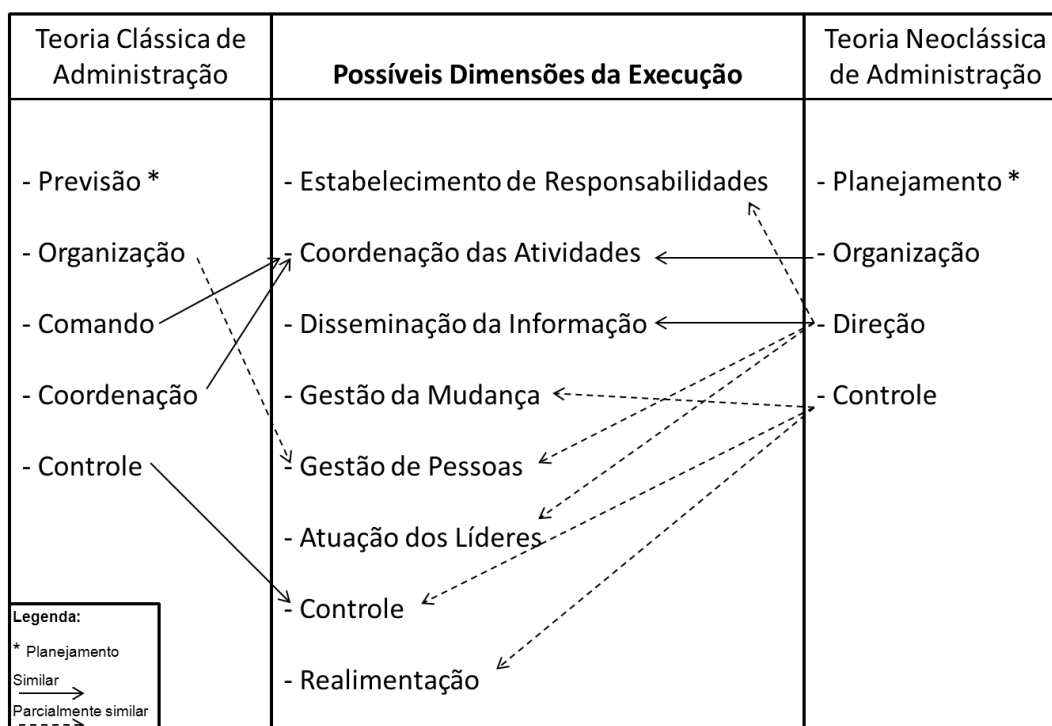 Teoria Clássica de
Administração
Possíveis Dimensões da Execução
Teoria Neoclássica
de Administração
- Previsão *
- Organização
- Comando
- Coordenação
- Controle
- Estabelecimento de Responsabilidades
- Coordenação das Atividades
- Disseminação da Informação
- Gestão da Mudança
- Gestão de Pessoas
- Atuação dos Líderes
- Controle
- Realimentação
- Planejamento *
- Organização
- Direção
- Controle
Legenda:
* Planejamento
Similar
Parcialmente similar